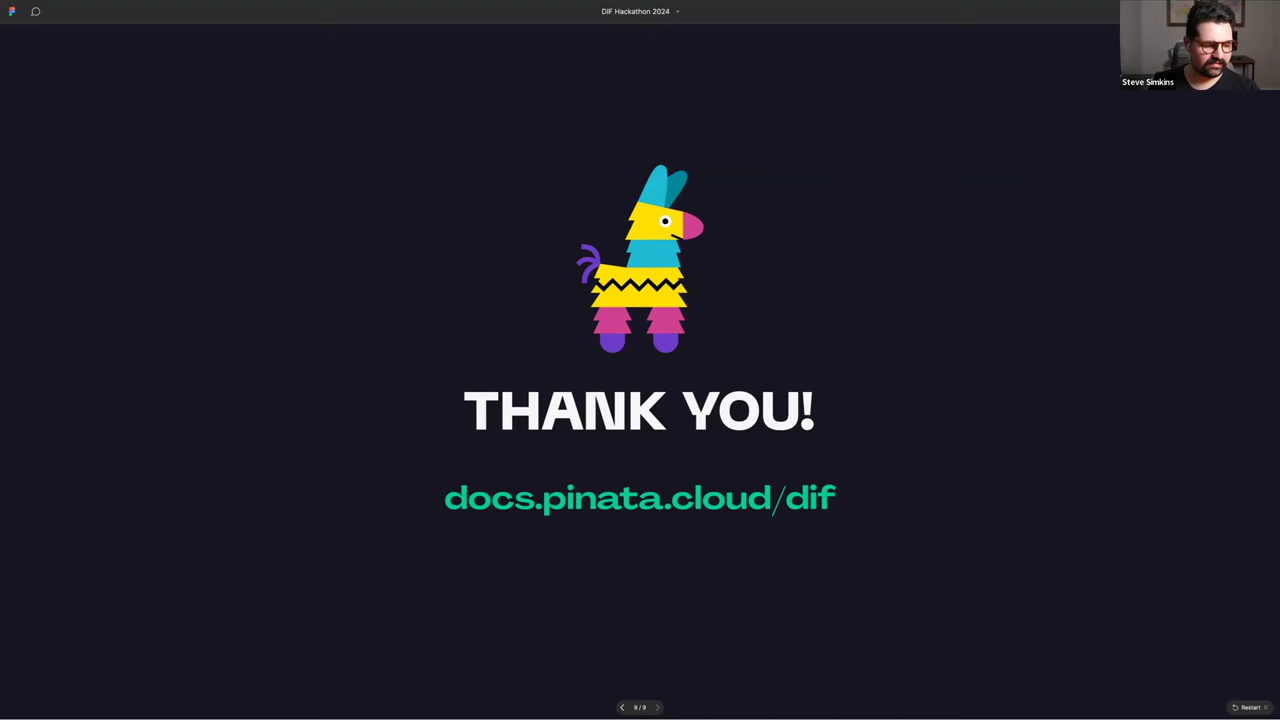 DIF Hackathon 2024
Steve Simkins
THANK YOU!
docs.pinata.cloud/dif
9 / 9
Restart